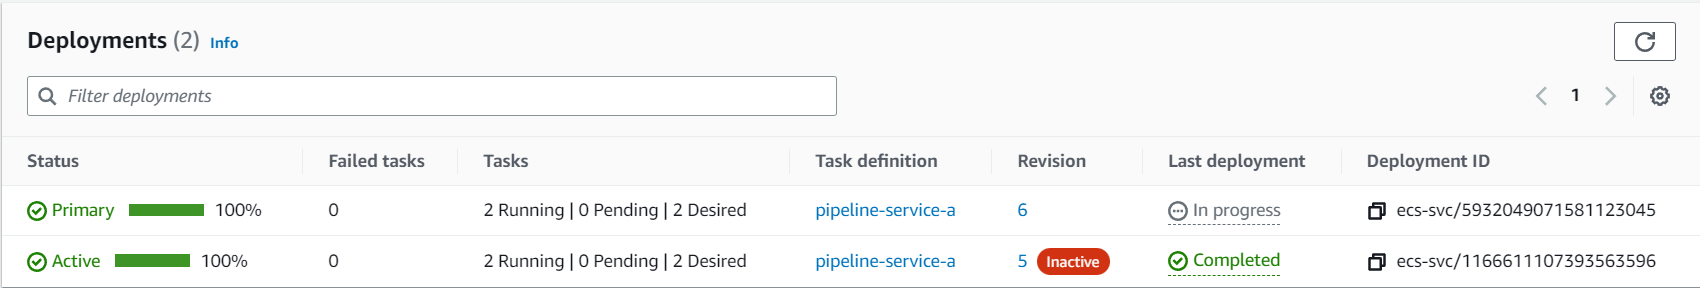 Deployments (2) Info
Filter deployments
1
Status Failed tasks Tasks Task definition Revision Last deployment Deployment ID
Primary 100% 0 2 Running | 0 Pending | 2 Desired pipeline-service-a 6 In progress ecs-svc/5932049071581123045
Active 100% 0 2 Running | 0 Pending | 2 Desired pipeline-service-a 5 Inactive Completed ecs-svc/1166611107393563596